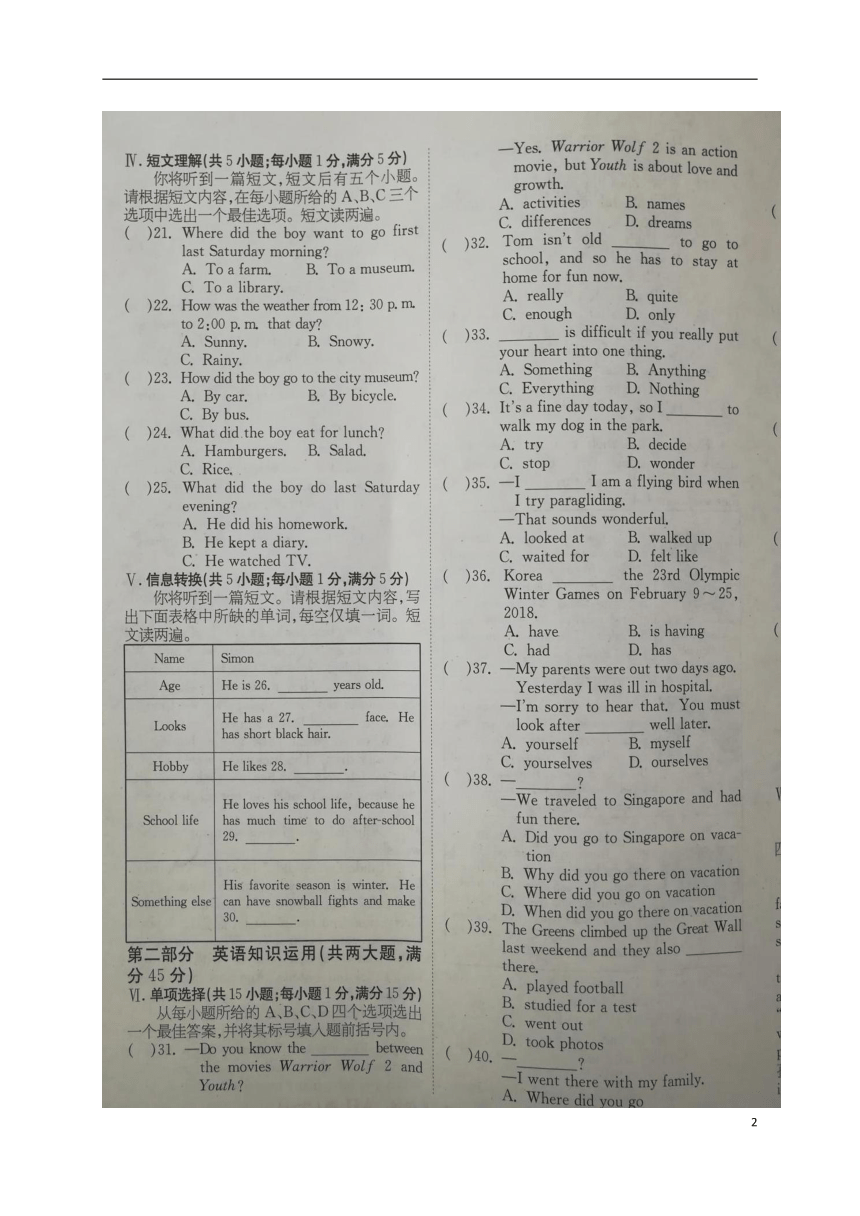 Ⅳ. 短文理解(共 5 小题;每小题 1 分,满分 5 分)
你将听到一篇短文,短文后有五个小题。
请根据短文内容,在每小题所给的 A、B、C 三个
选项中选出一个最佳选项。短文读两遍。
( )21. Where did the boy want to go first
last Saturday morning?
A. To a farm. B. To a museum.
C. To a library.
( )22. How was the weather from 12: 30 p. m.
to 2:00 p. m. that day?
A. Sunny. B. Snowy.
C. Rainy.
( )23. How did the boy go to the city museum?
A. By car. B. By bicycle.
C. By bus.
( )24. What did the boy eat for lunch?
A. Hamburgers. B. Salad.
C. Rice.
( )25. What did the boy do last Saturday
evening?
A. He did his homework.
B. He kept a diary.
C. He watched TV.
Ⅴ. 信息转换(共 5 小题;每小题 1 分,满分 5 分)
你将听到一篇短文。请根据短文内容,写
出下面表格中所缺的单词,每空仅填一词。短
文读两遍。
Name Simon
Age He is 26. ________ years old.
Looks He has a 27. ________ face. He
has short black hair.
Hobby He likes 28. ________.
School life He loves his school life, because he
has much time to do after-school
29. ________.
Something else His favorite season is winter. He
can have snowball fights and make
30. ________.
第二部分 英语知识运用(共两大题,满
分 45 分)
Ⅵ. 单项选择(共 15 小题;每小题 1 分,满分 15 分)
从每小题所给的 A、B、C、D 四个选项选出
一个最佳答案,并将其标号填入题前括号内。
( )31. —Do you know the ________ between
the movies Warrior Wolf 2 and
Youth?
—Yes. Warrior Wolf 2 is an action
movie, but Youth is about love and
growth.
A. activities B. names
C. differences D. dreams
( )32. Tom isn't old ________ to go to
school, and so he has to stay at
home for fun now.
A. really B. quite
C. enough D. only
( )33. ________ is difficult if you really put
your heart into one thing.
A. Something B. Anything
C. Everything D. Nothing
( )34. It's a fine day today, so I ________ to
walk my dog in the park.
A. try B. decide
C. stop D. wonder
( )35. —I ________ I am a flying bird when
I try paragliding.
—That sounds wonderful.
A. looked at B. walked up
C. waited for D. felt like
( )36. Korea ________ the 23rd Olympic
Winter Games on February 9～25,
2018.
A. have B. is having
C. had D. has
( )37. —My parents were out two days ago.
Yesterday I was ill in hospital.
—I'm sorry to hear that. You must
look after ________ well later.
A. yourself B. myself
C. yourselves D. ourselves
( )38. —________?
—We traveled to Singapore and had
fun there.
A. Did you go to Singapore on vaca-
tion
B. Why did you go there on vacation
C. Where did you go on vacation
D. When did you go there on vacation
( )39. The Greens climbed up the Great Wall
last weekend and they also ________
there.
A. played football
B. studied for a test
C. went out
D. took photos
( )40. —________?
—I went there with my family.
A. Where did you go
2